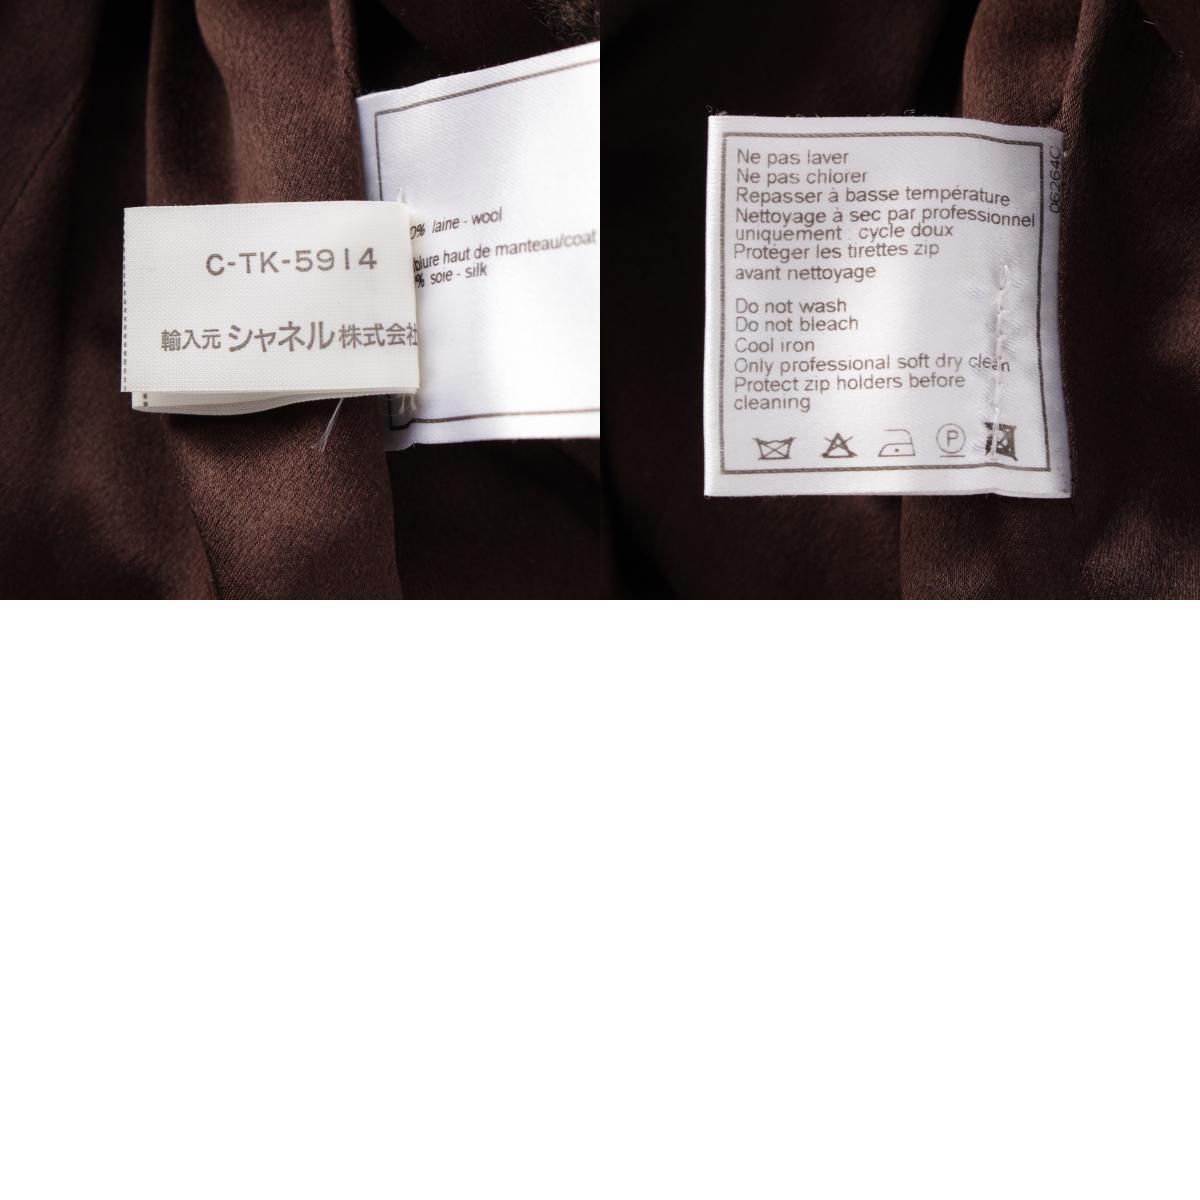 C-TK-5914
輸入元 シャネル株式会社
0% laine - wool
haut de manteau/coat
% soie - silk
Ne pas laver
Ne pas chlorer
Repasser à basse température
Nettoyage à sec par professionnel
uniquement : cycle doux
Protéger les tirettes zip
avant nettoyage
Do not wash
Do not bleach
Cool iron
Only professional soft dry clean
Protect zip holders before
cleaning
P
06264C